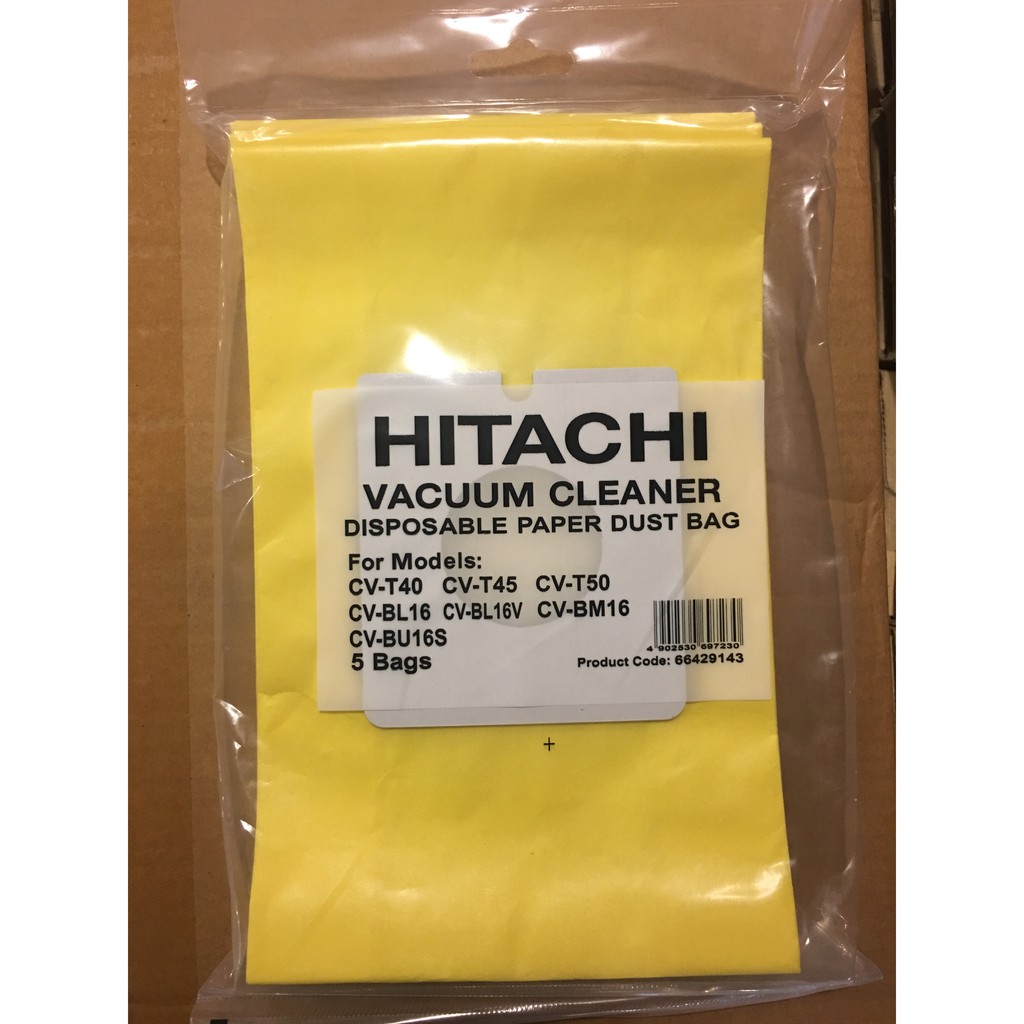 HITACHI
VACUUM CLEANER
DISPOSABLE PAPER DUST BAG
For Models:
CV-T40 CV-T45 CV-T50
CV-BL16 CV-BL16V CV-BM16
CV-BU16S
5 Bags
4 902530 697230
Product Code: 66429143